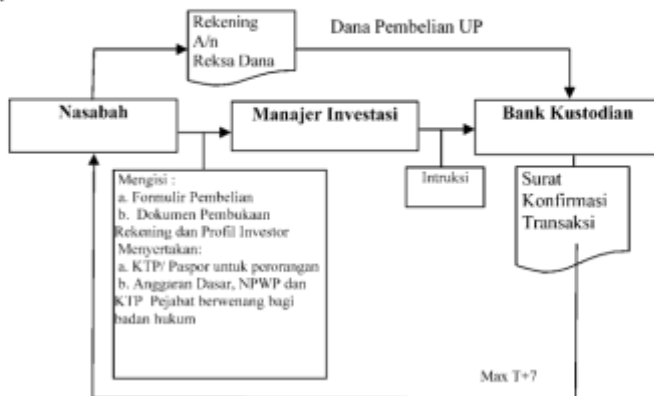 Rekening
A/n
Reksa Dana
Dana Pembelian UP
Nasabah
Manajer Investasi
Bank Kustodian
Mengisi :
a. Formulir Pembelian
b. Dokumen Pembukaan
Rekening dan Profil Investor
Menyertakan:
a. KTP/ Paspor untuk perorangan
b. Anggaran Dasar, NPWP dan
KTP Pejabat berwenang bagi
badan hukum
Intruksi
Surat
Konfirmasi
Transaksi
Max T+7